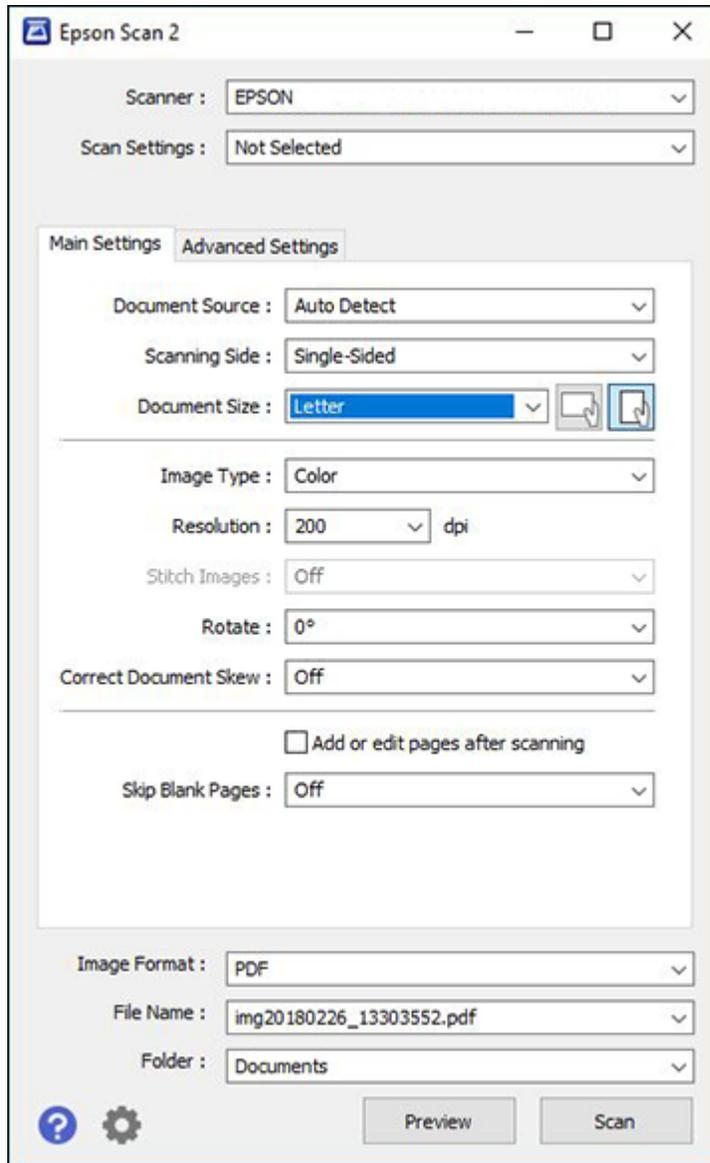 Epson Scan 2
Scanner : EPSON
Scan Settings : Not Selected
Main Settings Advanced Settings
Document Source : Auto Detect
Scanning Side : Single-Sided
Document Size : Letter
Image Type : Color
Resolution : 200 dpi
Stitch Images : Off
Rotate : 0°
Correct Document Skew : Off
Add or edit pages after scanning
Skip Blank Pages : Off
Image Format : PDF
File Name : img20180226_13303552.pdf
Folder : Documents
? Preview Scan